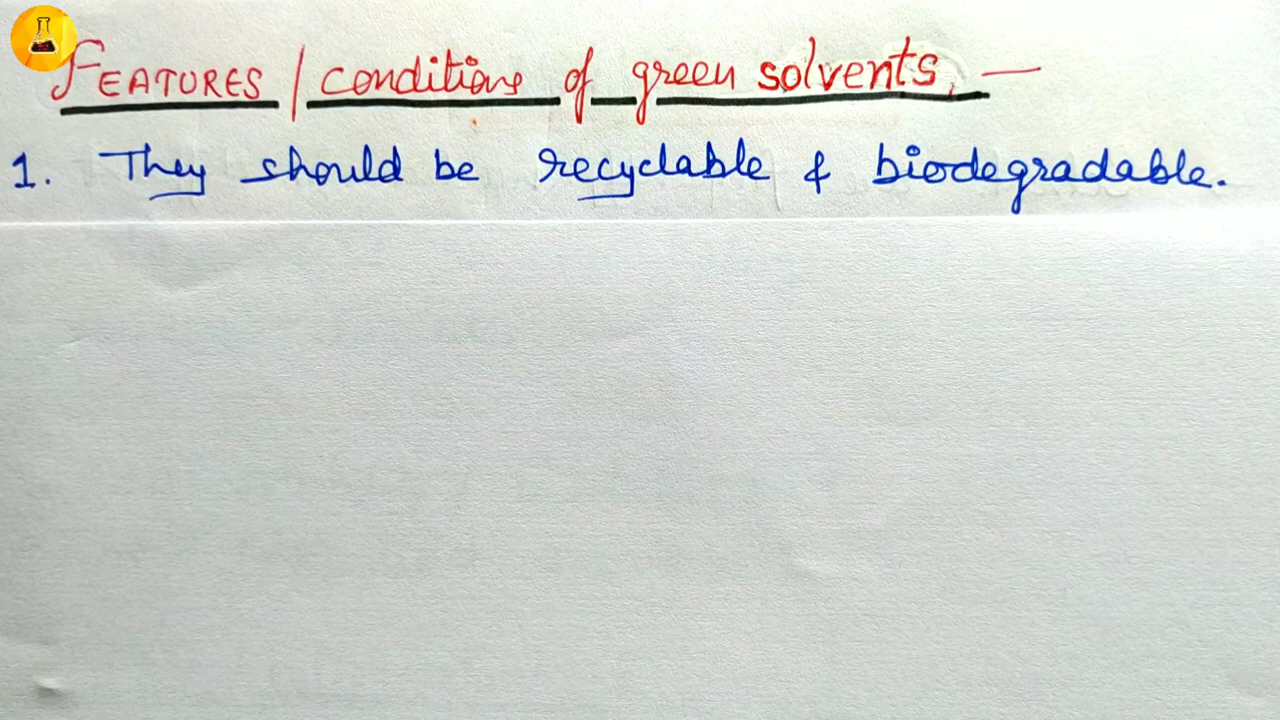 FEATURES / conditions of green solvents, —
1. They should be recyclable & biodegradable.